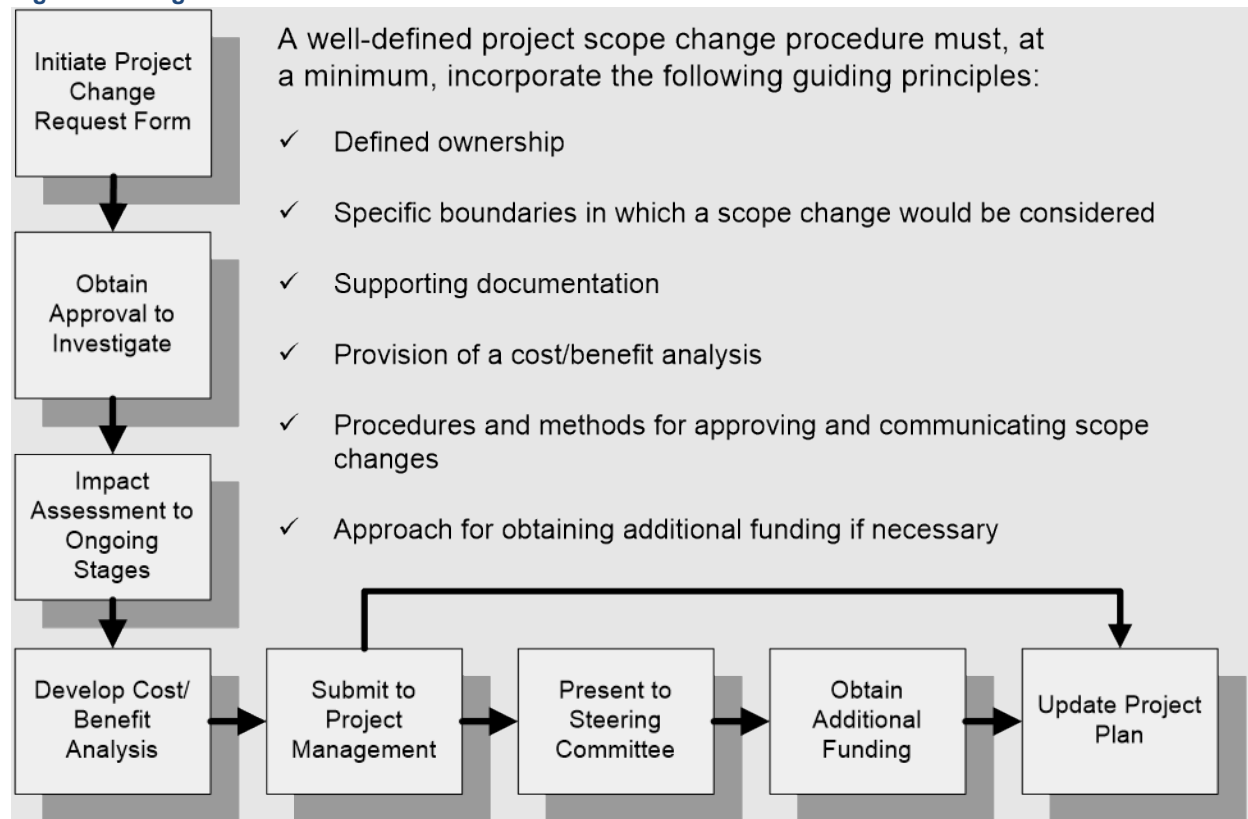 Initiate Project
Change
Request Form
A well-defined project scope change procedure must, at
a minimum, incorporate the following guiding principles:
✓ Defined ownership
✓ Specific boundaries in which a scope change would be considered
✓ Supporting documentation
✓ Provision of a cost/benefit analysis
✓ Procedures and methods for approving and communicating scope
changes
✓ Approach for obtaining additional funding if necessary
Obtain
Approval to
Investigate
Impact
Assessment to
Ongoing
Stages
Develop Cost/
Benefit
Analysis
Submit to
Project
Management
Present to
Steering
Committee
Obtain
Additional
Funding
Update Project
Plan